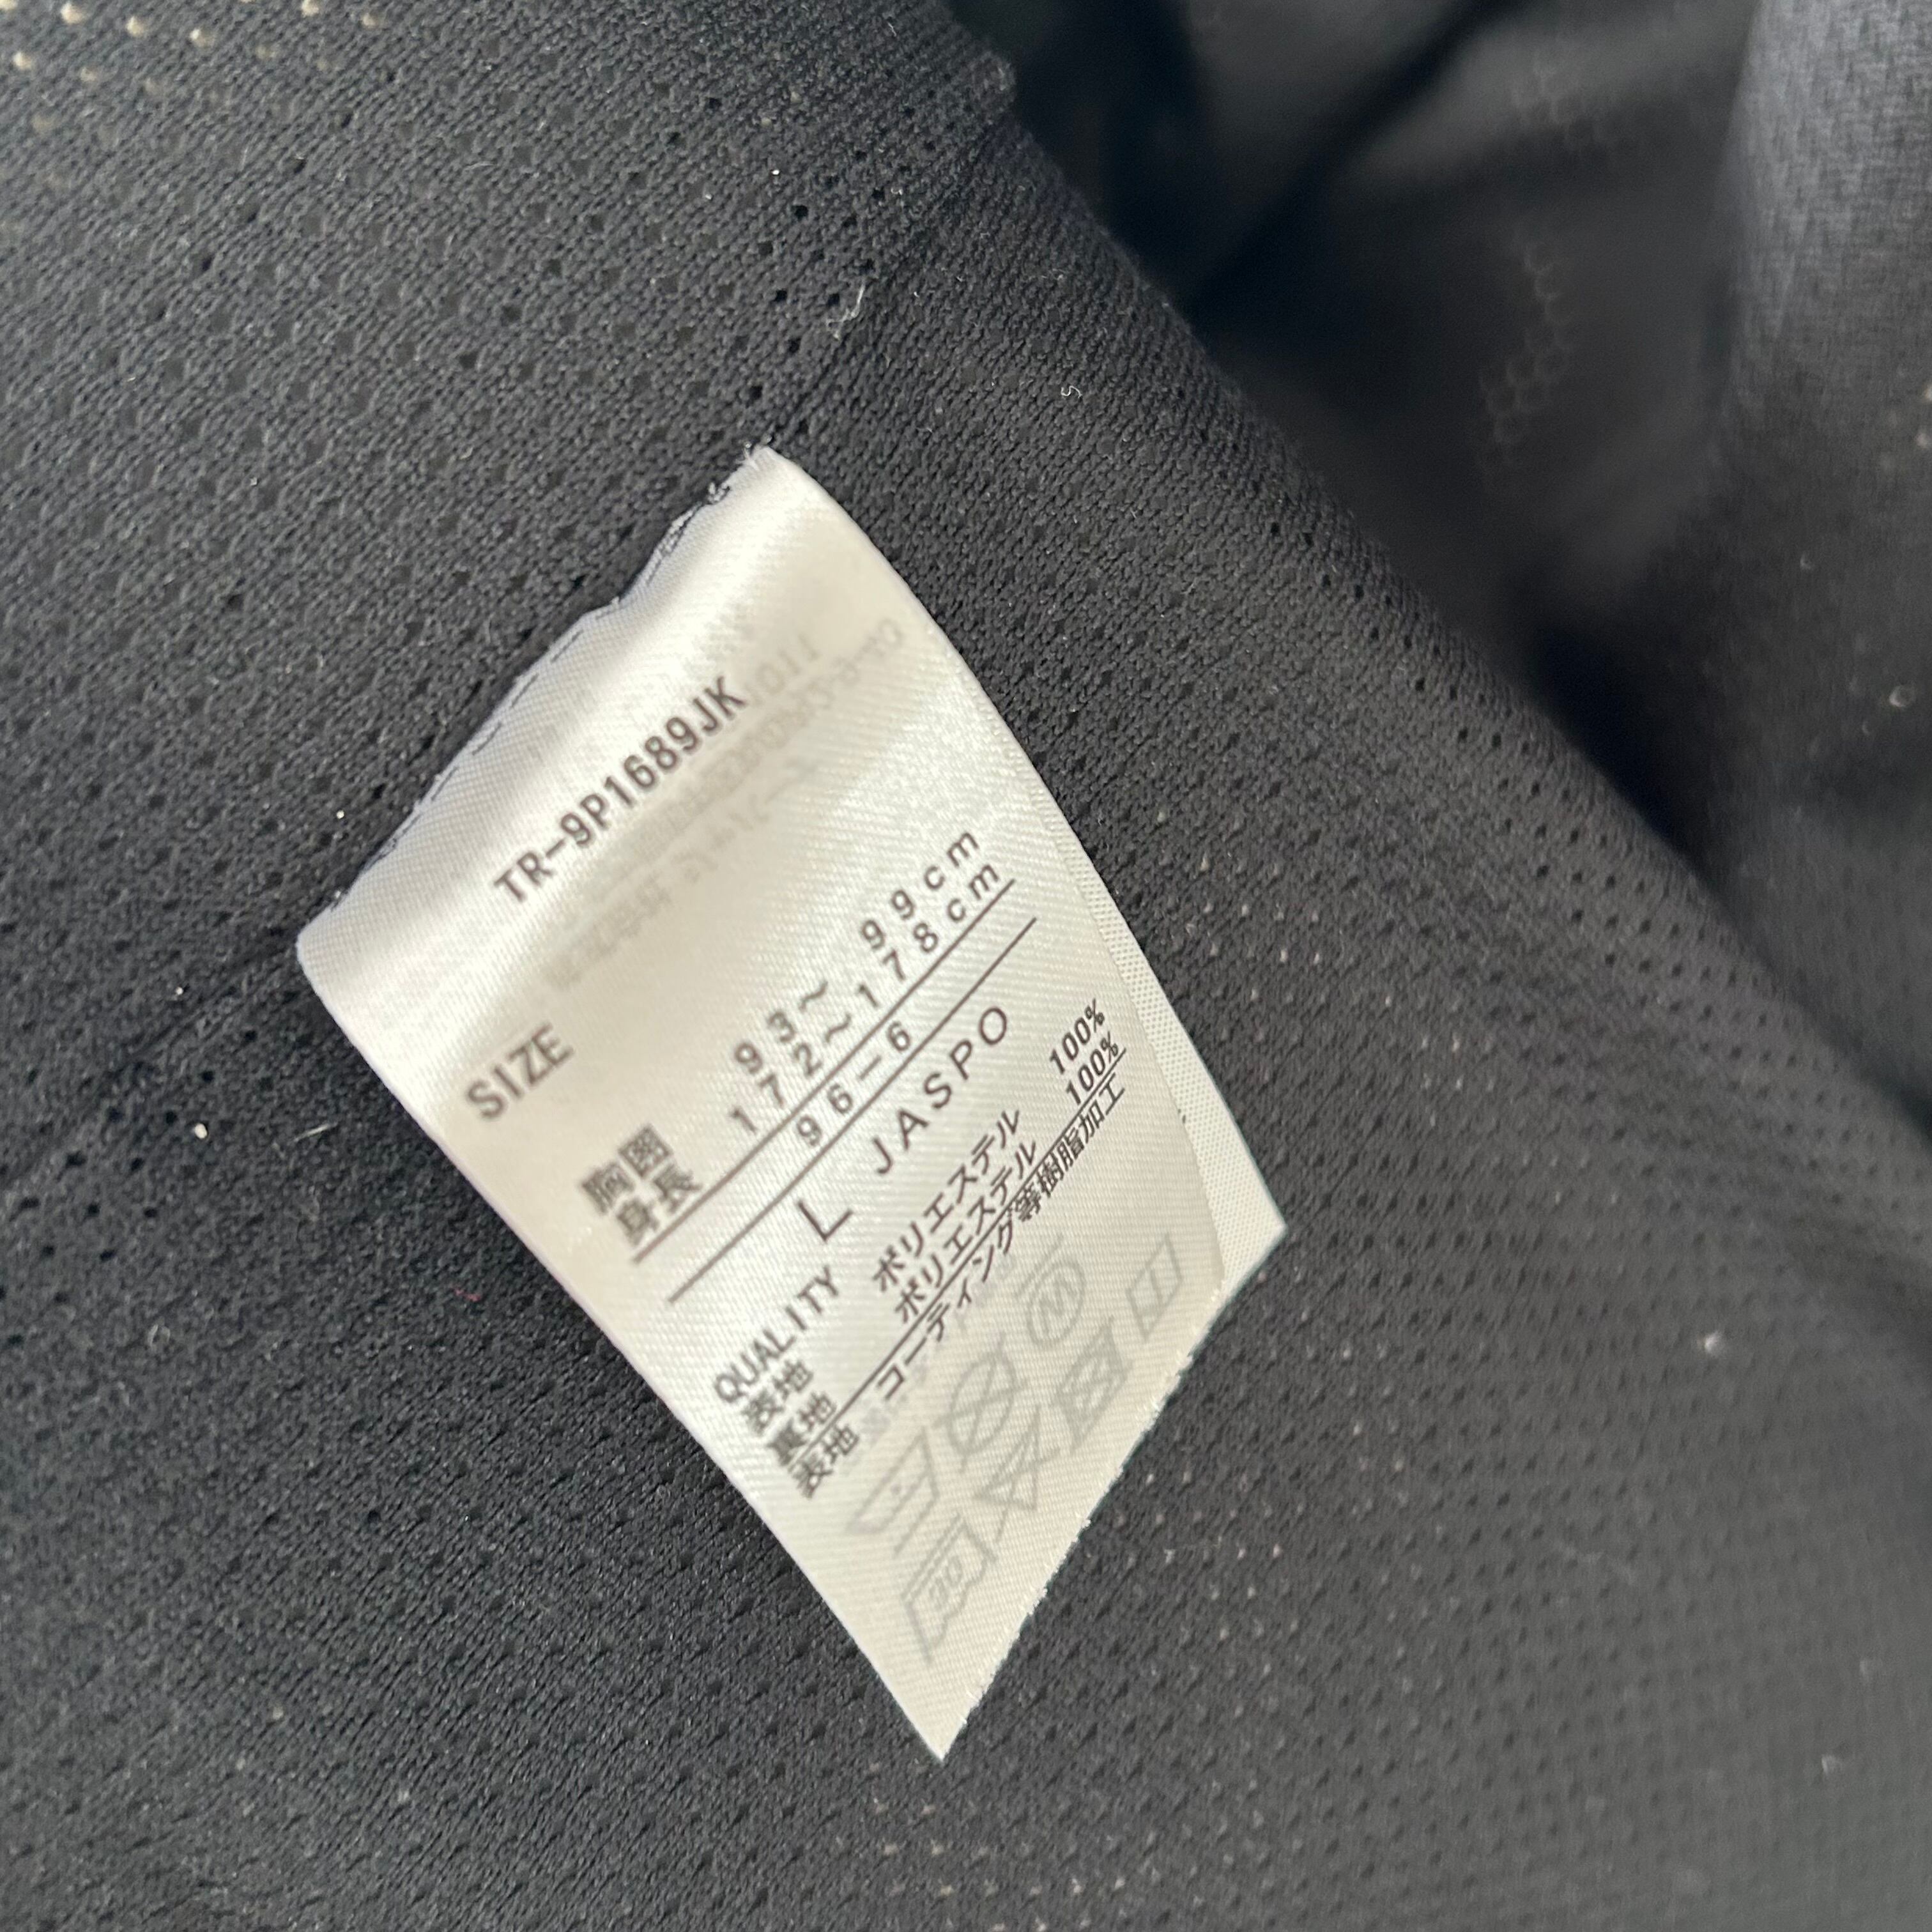 TR-9P1689JK
SIZE
胸囲 93～ 99cm
身長 172～178cm
96-6
L JASPO
QUALITY
表地 ポリエステル 100%
裏地 ポリエステル 100%
表地 コーティング等樹脂加工